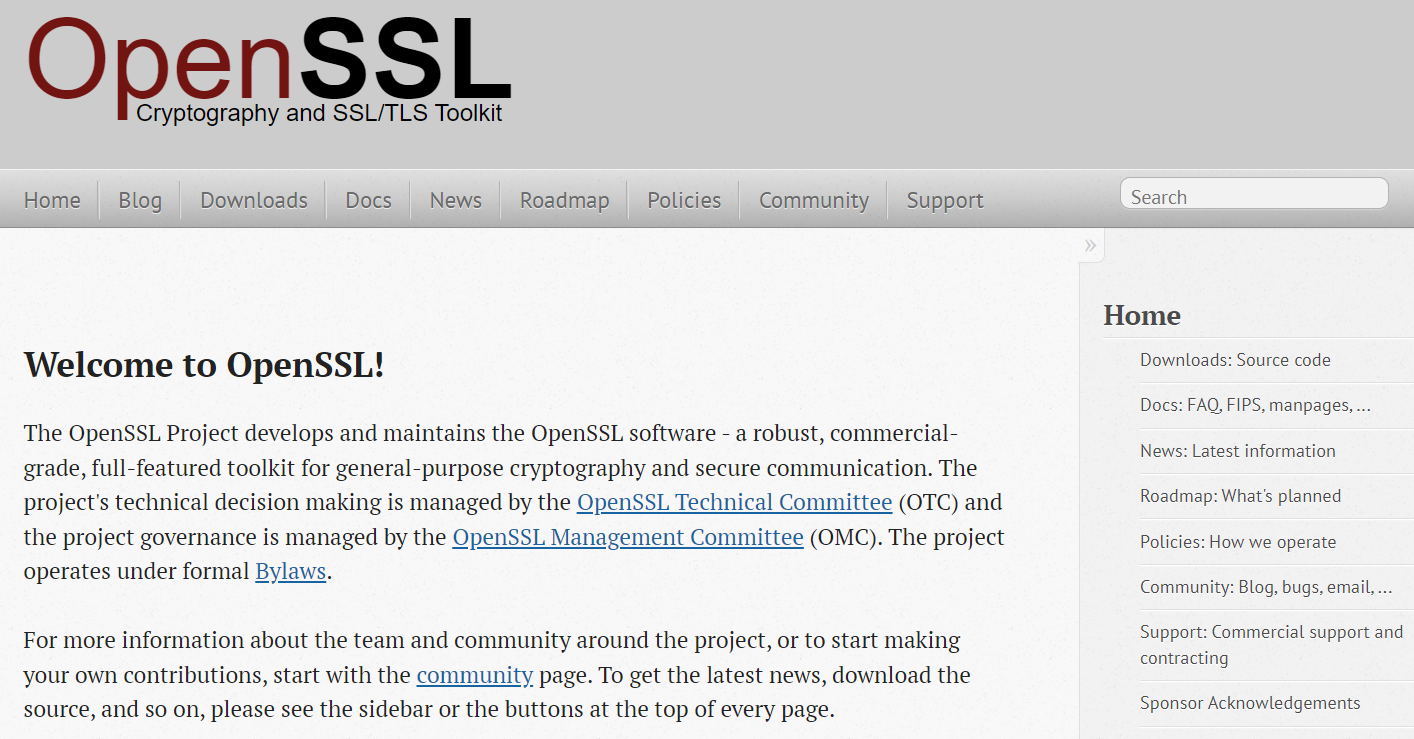 OpenSSL
Cryptography and SSL/TLS Toolkit
Home Blog Downloads Docs News Roadmap Policies Community Support Search
»
Welcome to OpenSSL!
The OpenSSL Project develops and maintains the OpenSSL software - a robust, commercial-
grade, full-featured toolkit for general-purpose cryptography and secure communication. The
project's technical decision making is managed by the OpenSSL Technical Committee (OTC) and
the project governance is managed by the OpenSSL Management Committee (OMC). The project
operates under formal Bylaws.
For more information about the team and community around the project, or to start making
your own contributions, start with the community page. To get the latest news, download the
source, and so on, please see the sidebar or the buttons at the top of every page.
Home
Downloads: Source code
Docs: FAQ, FIPS, manpages, ...
News: Latest information
Roadmap: What's planned
Policies: How we operate
Community: Blog, bugs, email, ...
Support: Commercial support and
contracting
Sponsor Acknowledgements